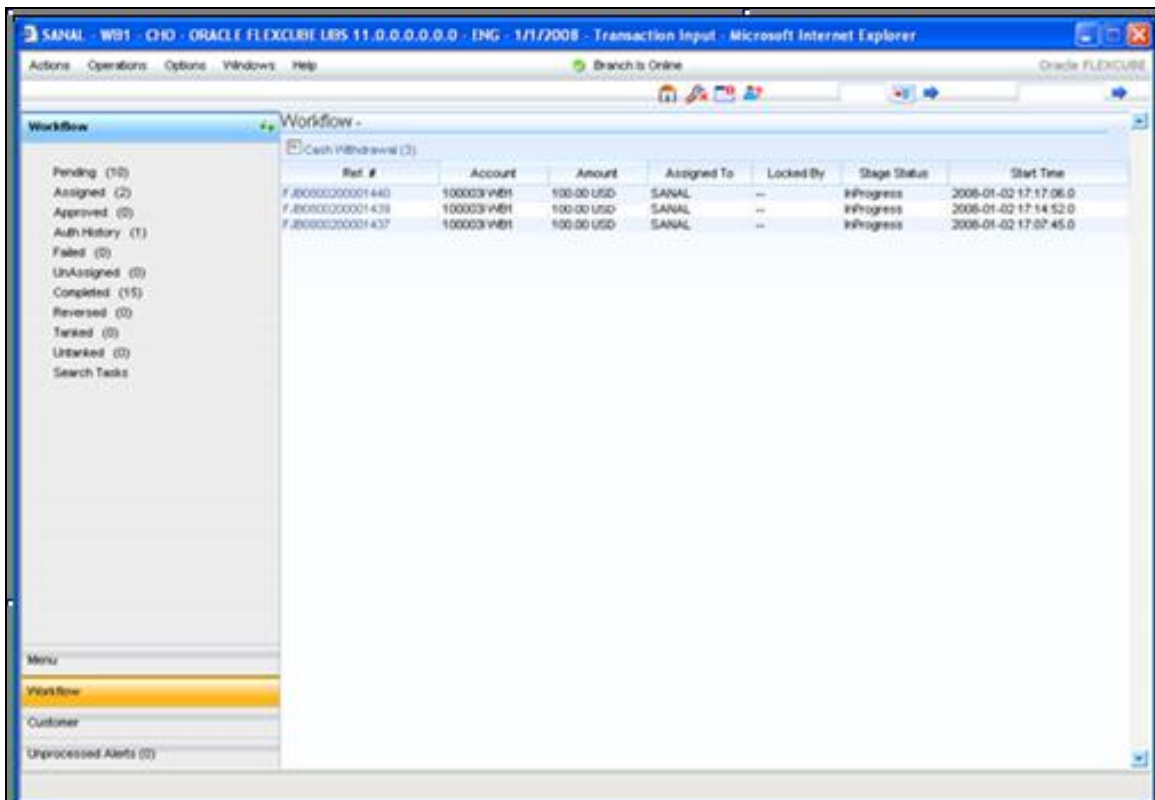 SANAL - WB1 - CHO - ORACLE FLEXCUBE UBS 11.0.0.0.0.0.0 - ENG - 1/1/2008 - Transaction Input - Microsoft Internet Explorer
Actions Operations Options Windows Help Branch Is Online Oracle FLEXCUBE
Workflow
Pending (10)
Assigned (2)
Approved (0)
Auth History (1)
Failed (0)
UnAssigned (0)
Completed (15)
Reversed (0)
Tanked (0)
Untanked (0)
Search Tasks
Menu
Workflow
Customer
Unprocessed Alerts (0)
Workflow -
Cash Withdrawal (3)
Ref. # Account Amount Assigned To Locked By Stage Status Start Time
FJB0800200001440 100003/WB1 100.00 USD SANAL -- InProgress 2008-01-02 17:17:06.0
FJB0800200001439 100003/WB1 100.00 USD SANAL -- InProgress 2008-01-02 17:14:52.0
FJB0800200001437 100003/WB1 100.00 USD SANAL -- InProgress 2008-01-02 17:07:45.0